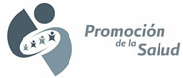 Promoción
de la
Salud